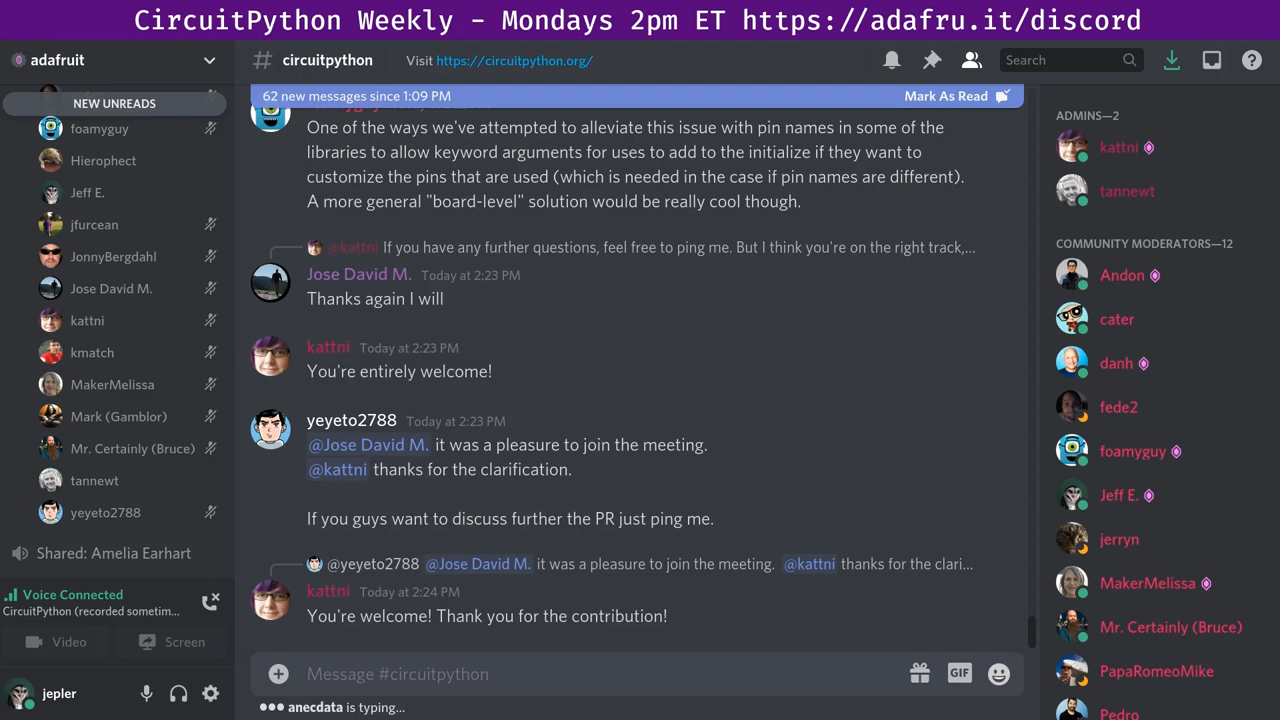 CircuitPython Weekly - Mondays 2pm ET https://adafru.it/discord
adafruit
# circuitpython
Visit https://circuitpython.org/
Search
NEW UNREADS
foamyguy
Hierophect
Jeff E.
jfurcean
JonnyBergdahl
Jose David M.
kattni
kmatch
MakerMelissa
Mark (Gamblor)
Mr. Certainly (Bruce)
tannewt
yeyeto2788
Shared: Amelia Earhart
Voice Connected
CircuitPython (recorded sometim...
Video
Screen
jepler
62 new messages since 1:09 PM
Mark As Read
One of the ways we've attempted to alleviate this issue with pin names in some of the
libraries to allow keyword arguments for uses to add to the initialize if they want to
customize the pins that are used (which is needed in the case if pin names are different).
A more general "board-level" solution would be really cool though.
@kattni If you have any further questions, feel free to ping me. But I think you're on the right track,...
Jose David M. Today at 2:23 PM
Thanks again I will
kattni Today at 2:23 PM
You're entirely welcome!
yeyeto2788 Today at 2:23 PM
@Jose David M. it was a pleasure to join the meeting.
@kattni thanks for the clarification.
If you guys want to discuss further the PR just ping me.
@yeyeto2788 @Jose David M. it was a pleasure to join the meeting. @kattni thanks for the clari...
kattni Today at 2:24 PM
You're welcome! Thank you for the contribution!
Message #circuitpython
GIF
anecdata is typing...
ADMINS—2
kattni
tannewt
COMMUNITY MODERATORS—12
Andon
cater
danh
fede2
foamyguy
Jeff E.
jerryn
MakerMelissa
Mr. Certainly (Bruce)
PapaRomeoMike
Pedro